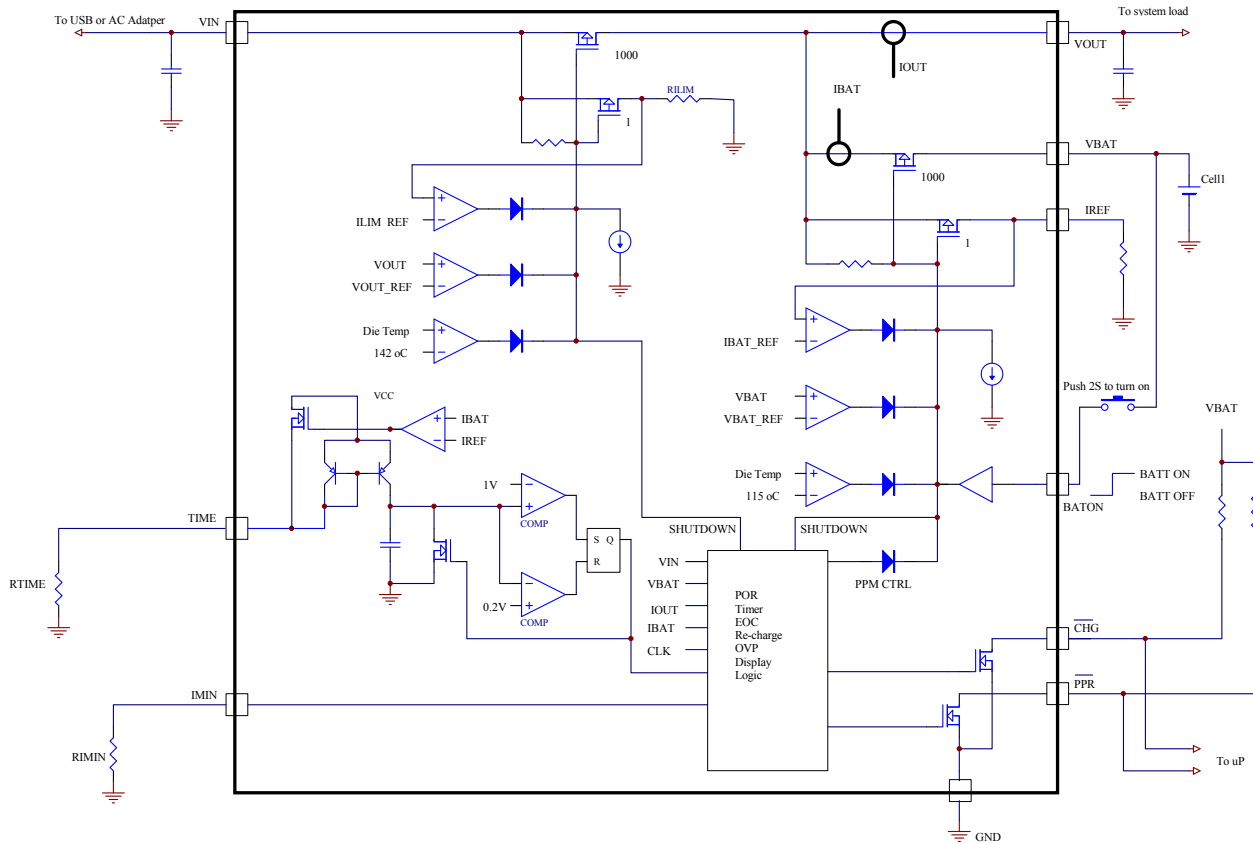 To USB or AC Adatper
VIN
To system load
VOUT
1000
IOUT
IBAT
RILIM
1
VBAT
1000
Cell1
IREF
ILIM_REF
1
VOUT
VOUT_REF
Die Temp
142 oC
IBAT_REF
VCC
IBAT
IREF
VBAT
VBAT_REF
Push 2S to turn on
VBAT
Die Temp
115 oC
BATT ON
BATT OFF
BATON
1V
COMP
TIME
SHUTDOWN
SHUTDOWN
S Q
R
RTIME
0.2V
COMP
VIN
VBAT
IOUT
IBAT
CLK
PPM CTRL
POR
Timer
EOC
Re-charge
OVP
Display
Logic
CHG
IMIN
PPR
RIMIN
To uP
GND